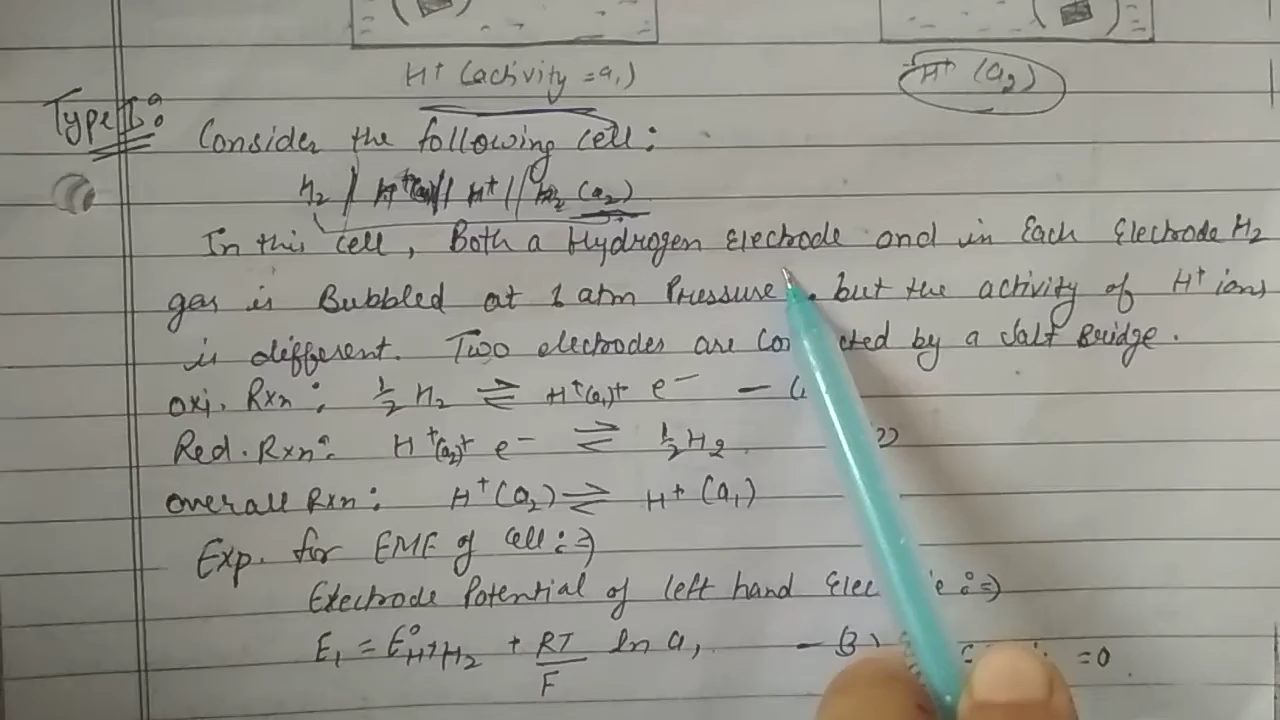 H⁺ (activity = a₁)
H⁺ (a₂)
Type I:
Consider the following cell:
H₂ / H⁺ // H⁺ // H₂ (a₂)
In this cell, Both a Hydrogen Electrode and in Each Electrode H₂
gas is Bubbled at 1 atm Pressure, but the activity of H⁺ ions
is different. Two electrodes are by a Salt Bridge.
Oxi. Rxn: ½ H₂ ⇌ H⁺(a₁) + e⁻ —
Red. Rxn: H⁺(a₂) + e⁻ ⇌ ½ H₂
Overall Rxn: H⁺ (a₂) ⇌ H⁺ (a₁)
Exp. for EMF of cell :⇒
Electrode Potential of left hand :⇒
E₁ = E°H⁺/H₂ + RT/F ln a₁ — (3) = 0